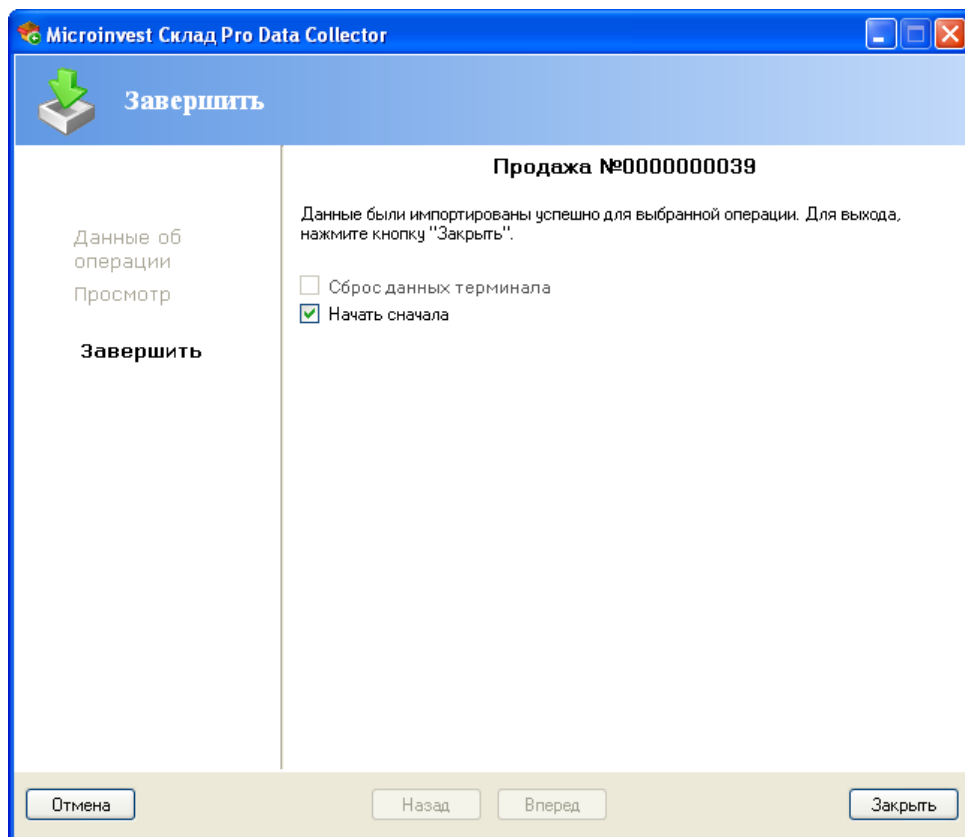 Microinvest Склад Pro Data Collector
Завершить
Данные об
операции
Просмотр
Завершить
Продажа №0000000039
Данные были импортированы успешно для выбранной операции. Для выхода,
нажмите кнопку "Закрыть".
Сброс данных терминала
Начать сначала
Отмена
Назад
Вперед
Закрыть